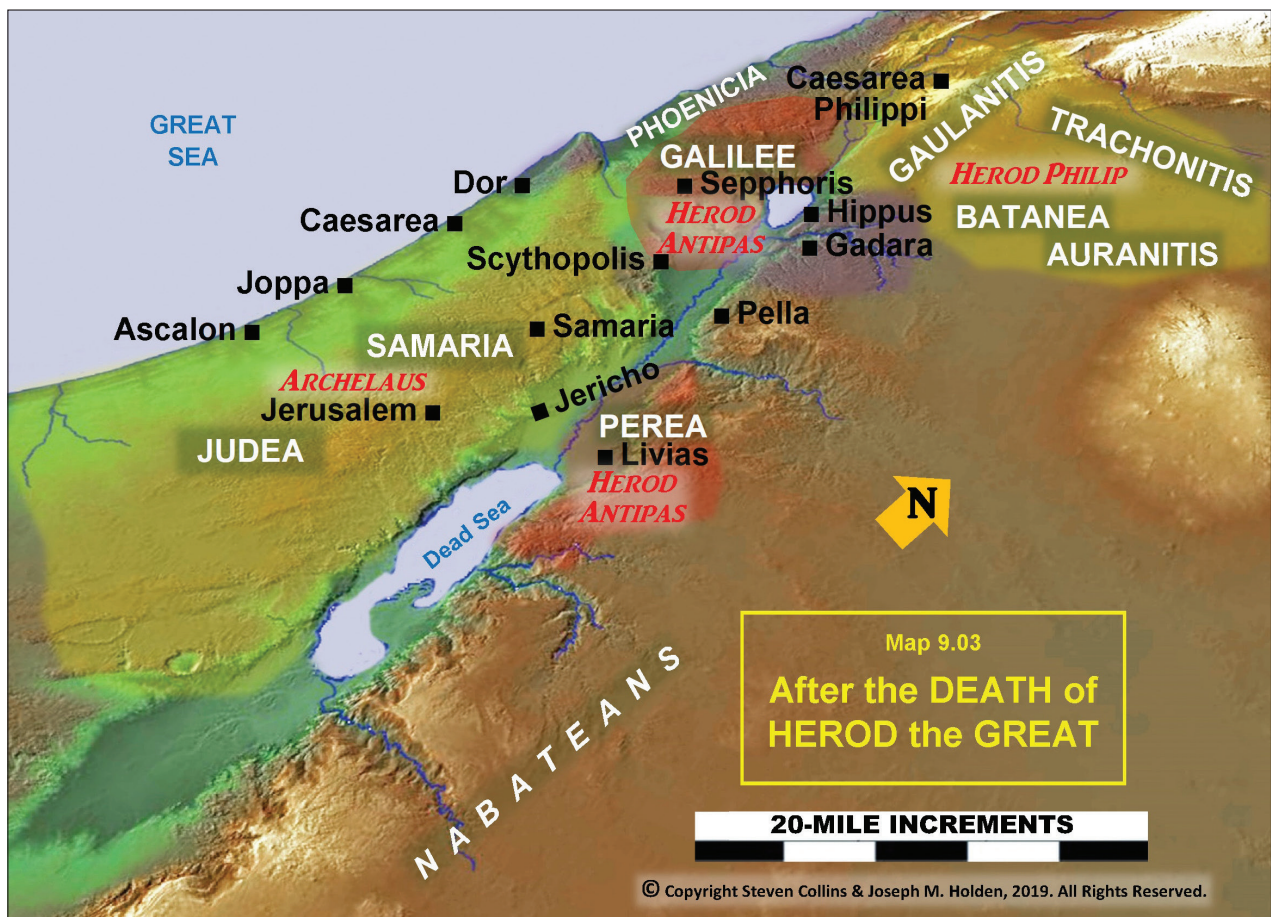 GREAT
SEA
PHOENICIA
Caesarea
Philippi
GAULANITIS
TRACHONITIS
GALILEE
Dor
Sepphoris
HEROD PHILIP
Caesarea
HEROD
ANTIPAS
Hippus
BATANEA
Scythopolis
Gadara
AURANITIS
Joppa
Ascalon
Samaria
Pella
SAMARIA
ARCHELAUS
Jericho
Jerusalem
PEREA
JUDEA
Livias
HEROD
ANTIPAS
N
Dead Sea
NABATEANS
Map 9.03
After the DEATH of
HEROD the GREAT
20-MILE INCREMENTS
© Copyright Steven Collins & Joseph M. Holden, 2019. All Rights Reserved.